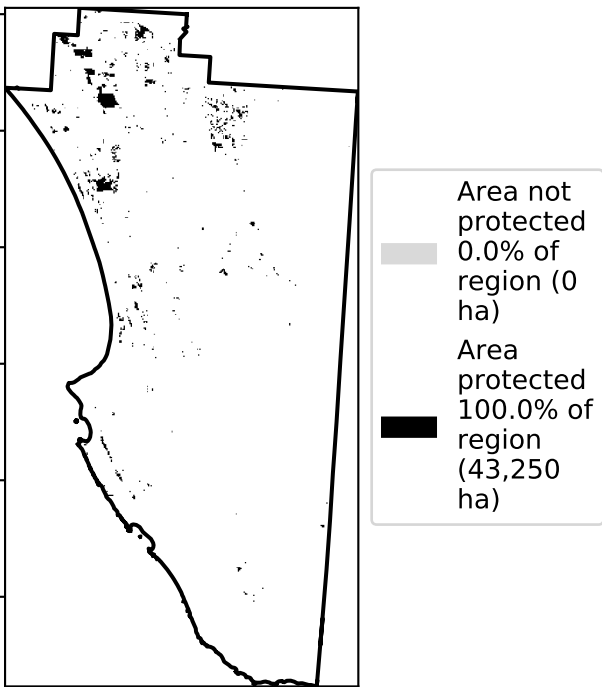 Area not
protected
0.0% of
region (0
ha)
Area
protected
100.0% of
region
(43,250
ha)